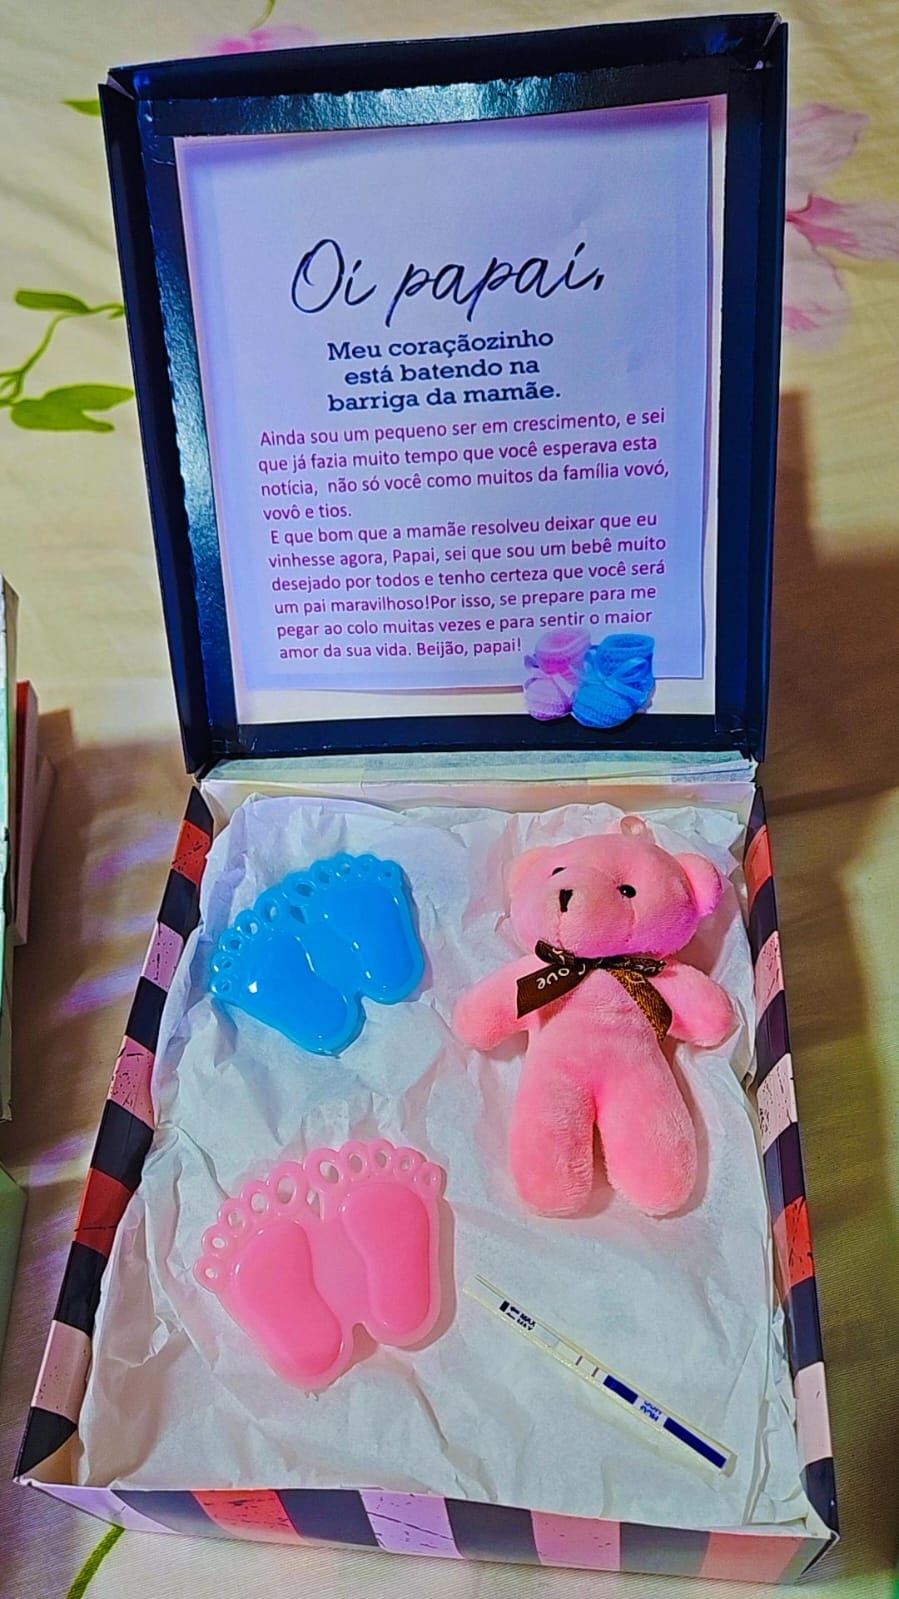 Oi papai,
Meu coraçãozinho
está batendo na
barriga da mamãe.
Ainda sou um pequeno ser em crescimento, e sei
que já fazia muito tempo que você esperava esta
notícia, não só você como muitos da família vovó,
vovô e tios.
E que bom que a mamãe resolveu deixar que eu
vinhesse agora, Papai, sei que sou um bebê muito
desejado por todos e tenho certeza que você será
um pai maravilhoso!Por isso, se prepare para me
pegar ao colo muitas vezes e para sentir o maior
amor da sua vida. Beijão, papai!
Love
MAX